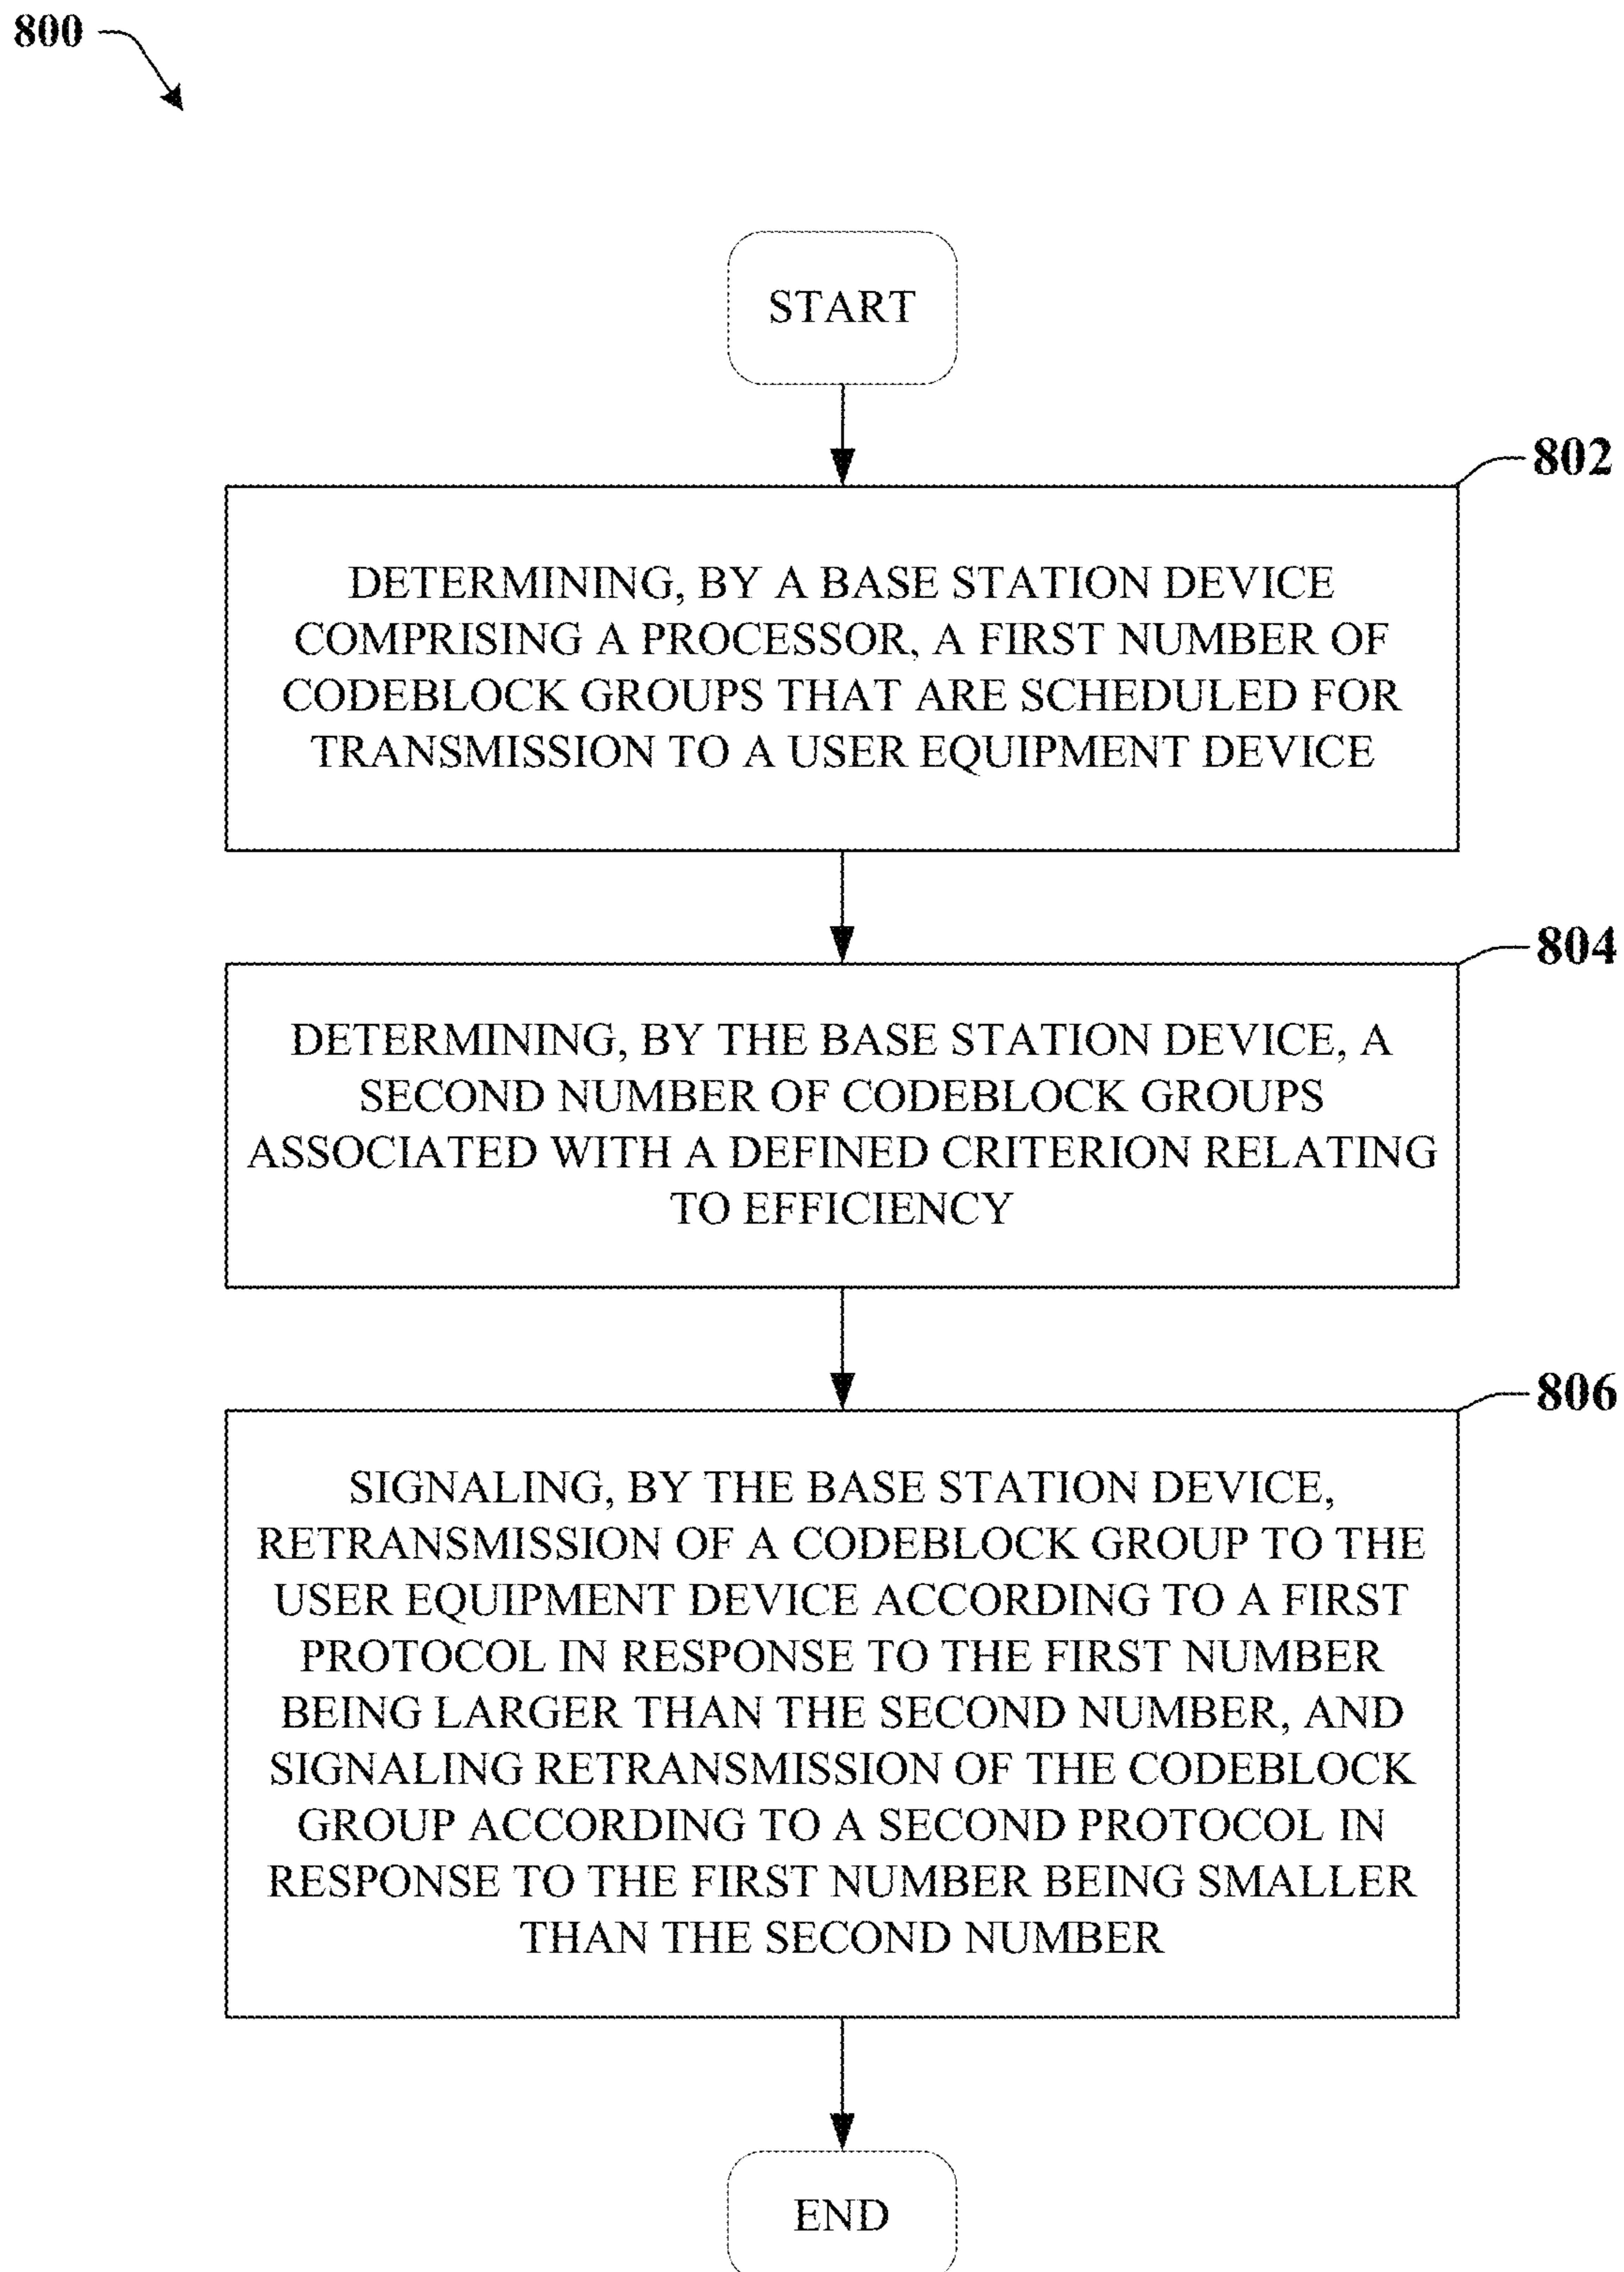 800
START
802
DETERMINING, BY A BASE STATION DEVICE
COMPRISING A PROCESSOR, A FIRST NUMBER OF
CODEBLOCK GROUPS THAT ARE SCHEDULED FOR
TRANSMISSION TO A USER EQUIPMENT DEVICE
804
DETERMINING, BY THE BASE STATION DEVICE, A
SECOND NUMBER OF CODEBLOCK GROUPS
ASSOCIATED WITH A DEFINED CRITERION RELATING
TO EFFICIENCY
806
SIGNALING, BY THE BASE STATION DEVICE,
RETRANSMISSION OF A CODEBLOCK GROUP TO THE
USER EQUIPMENT DEVICE ACCORDING TO A FIRST
PROTOCOL IN RESPONSE TO THE FIRST NUMBER
BEING LARGER THAN THE SECOND NUMBER, AND
SIGNALING RETRANSMISSION OF THE CODEBLOCK
GROUP ACCORDING TO A SECOND PROTOCOL IN
RESPONSE TO THE FIRST NUMBER BEING SMALLER
THAN THE SECOND NUMBER
END